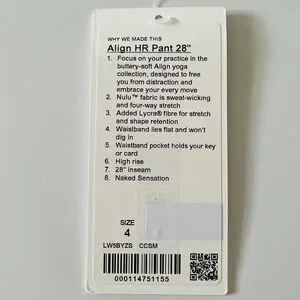 WHY WE MADE THIS
Align HR Pant 28"
1. Focus on your practice in the
buttery-soft Align yoga
collection, designed to free
you from distraction and
embrace your every move
2. Nulu™ fabric is sweat-wicking
and four-way stretch
3. Added Lycra® fibre for stretch
and shape retention
4. Waistband lies flat and won't
dig in
5. Waistband pocket holds your key
or card
6. High rise
7. 28" inseam
8. Naked Sensation
SIZE
4
LW5BYZS CCSM
000114751155